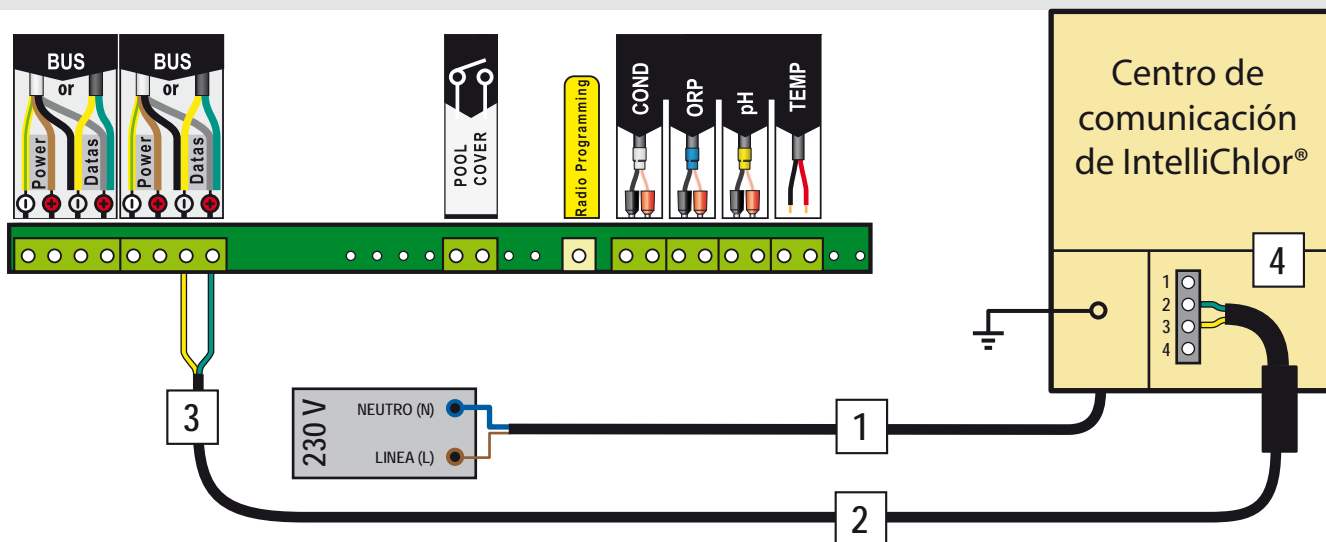 BUS
or
Power
Datas
BUS
or
Power
Datas
POOL
COVER
Radio Programming
COND
ORP
pH
TEMP
Centro de
comunicación
de IntelliChlor®
4
1
2
3
4
3
230 V
NEUTRO (N)
LINEA (L)
1
2